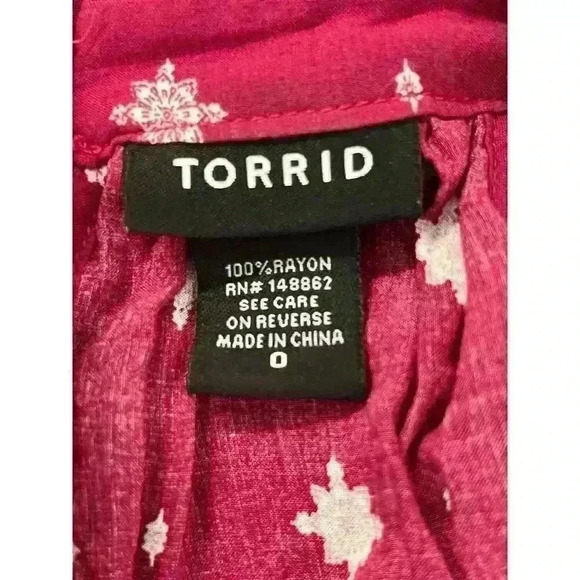 TORRID
100%RAYON
RN# 148862
SEE CARE
ON REVERSE
MADE IN CHINA
0